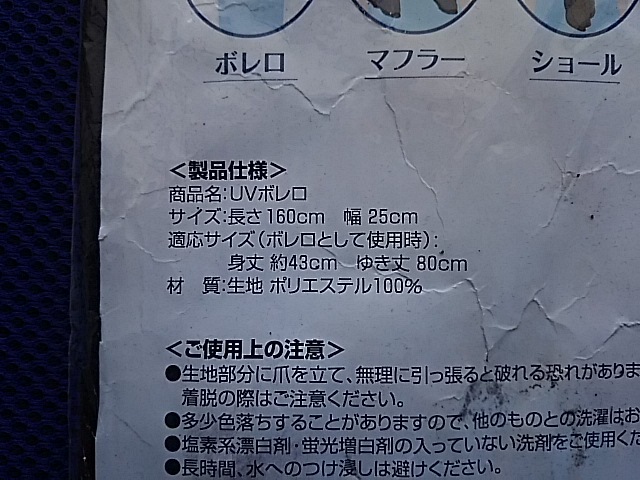 ボレロ マフラー ショール
<製品仕様>
商品名:UVボレロ
サイズ:長さ160cm 幅25cm
適応サイズ(ボレロとして使用時):
身丈 約43cm ゆき丈 80cm
材 質:生地 ポリエステル100%
<ご使用上の注意>
●生地部分に爪を立て、無理に引っ張ると破れる恐れがありま
着脱の際はご注意ください。
●多少色落ちすることがありますので、他のものとの洗濯はお
●塩素系漂白剤・蛍光増白剤の入っていない洗剤をご使用くだ
●長時間、水へのつけ浸しは避けください。